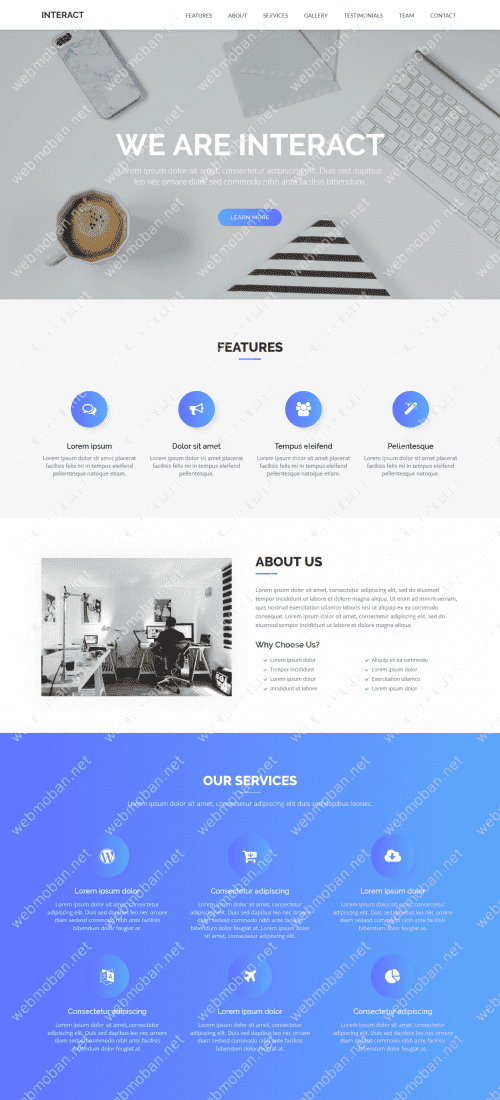 INTERACT
FEATURES ABOUT SERVICES GALLERY TESTIMONIALS TEAM CONTACT
WE ARE INTERACT
Lorem ipsum dolor sit amet, consectetur adipiscing elit. Duis sed dapibus
leo nec ornare diam sed commodo nibh ante facilisis bibendum.
LEARN MORE
FEATURES
Lorem ipsum
Lorem ipsum dolor sit amet placerat
facilisis felis mi in tempus eleifend
pellentesque natoque etiam.
Dolor sit amet
Lorem ipsum dolor sit amet placerat
facilisis felis mi in tempus eleifend
pellentesque.
Tempus eleifend
Lorem ipsum dolor sit amet placerat
facilisis felis mi in tempus eleifend
pellentesque natoque etiam.
Pellentesque
Lorem ipsum dolor sit amet placerat
facilisis felis mi in tempus eleifend
pellentesque natoque.
ABOUT US
Lorem ipsum dolor sit amet, consectetur adipiscing elit, sed do eiusmod
tempor incididunt ut labore et dolore magna aliqua. Ut enim ad minim veniam,
quis nostrud exercitation ullamco laboris nisi ut aliquip ex ea commodo
consequat. Lorem ipsum dolor sit amet, consectetur adipiscing elit, sed do
eiusmod tempor incididunt ut labore et dolore magna aliqua.
Why Choose Us?
Lorem ipsum dolor
Tempor incididunt
Lorem ipsum dolor
Incididunt ut labore
Aliquip ex ea commodo
Lorem ipsum dolor
Exercitation ullamco
Lorem ipsum dolor
OUR SERVICES
Lorem ipsum dolor sit amet, consectetur adipiscing elit duis sed dapibus leonec.
Lorem ipsum dolor
Lorem ipsum dolor sit amet, consectetur
adipiscing elit. Duis sed dapibus leo nec ornare
diam sedcommodo nibh ante facilisis
bibendum dolor feugiat at.
Consectetur adipiscing
Lorem ipsum dolor sit amet, consectetur
adipiscing elit. Duis sed dapibus leo nec ornare
diam sedcommodo nibh ante facilisis
bibendum dolor feugiat at. Lorem ipsum dolor
sit amet, consectetur adipiscing elit.
Lorem ipsum dolor
Lorem ipsum dolor sit amet, consectetur
adipiscing elit. Duis sed dapibus leo nec ornare
diam sedcommodo nibh ante facilisis
bibendum dolor feugiat at.
Consectetur adipiscing
Lorem ipsum dolor sit amet, consectetur
adipiscing elit. Duis sed dapibus leo nec ornare
diam sedcommodo nibh ante facilisis
bibendum dolor feugiat at.
Lorem ipsum dolor
Lorem ipsum dolor sit amet, consectetur
adipiscing elit. Duis sed dapibus leo nec ornare
diam sedcommodo nibh ante facilisis
bibendum dolor feugiat at.
Consectetur adipiscing
Lorem ipsum dolor sit amet, consectetur
adipiscing elit. Duis sed dapibus leo nec ornare
diam sedcommodo nibh ante facilisis
bibendum dolor feugiat at.
webmoban.net